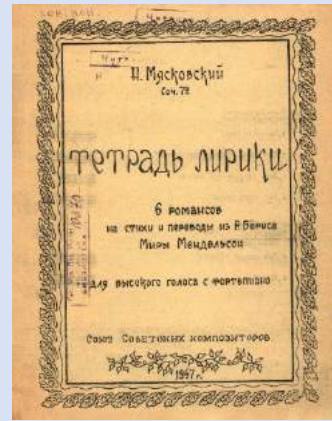 Н. Мясковский
Соч. 72
тетрадь лирики
6 романсов
на стихи и переводы из Р. Бернса
Миры Мендельсон
для высокого голоса с фортепиано
Союз Советских композиторов
1947 г.